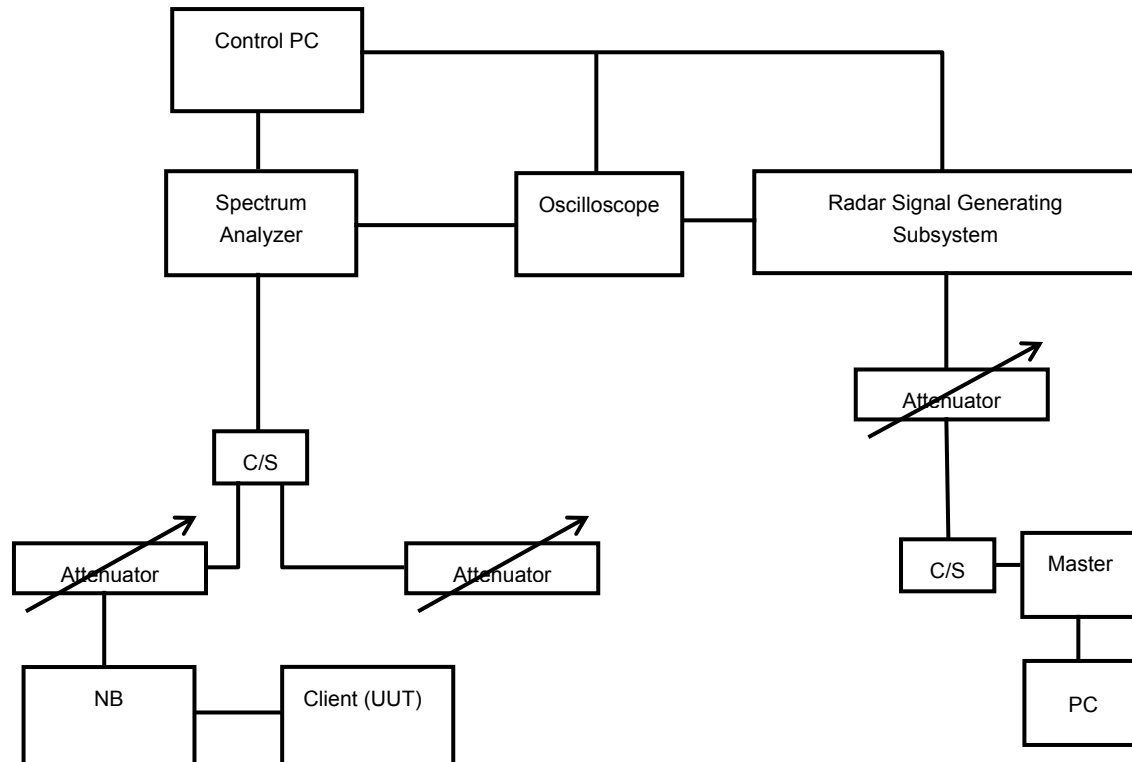 Control PC
Spectrum
Analyzer
Oscilloscope
Radar Signal Generating
Subsystem
Attenuator
C/S
Attenuator
Attenuator
C/S
Master
NB
Client (UUT)
PC